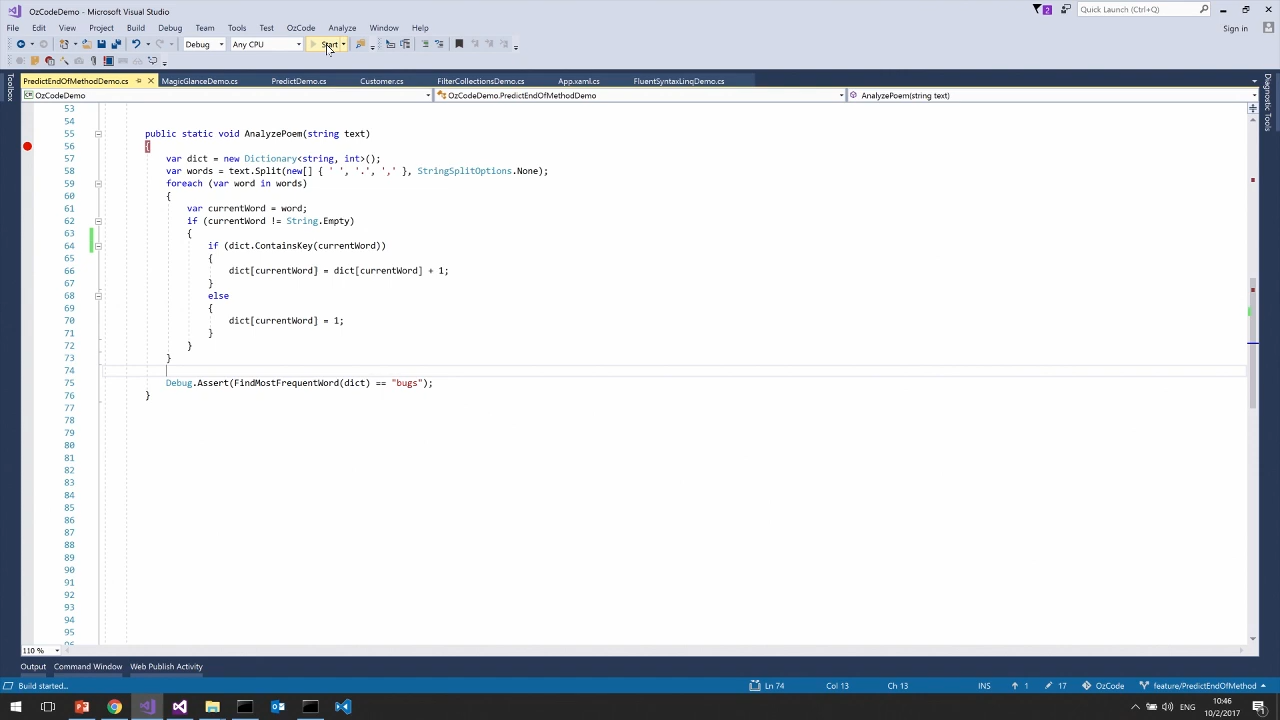 OzCodeDemo - Microsoft Visual Studio
2
Quick Launch (Ctrl+Q)
File Edit View Project Build Debug Team Tools Test OzCode Analyze Window Help
Sign in
Debug Any CPU Start
PredictEndOfMethodDemo.cs MagicGlanceDemo.cs PredictDemo.cs Customer.cs FilterCollectionsDemo.cs App.xaml.cs FluentSyntaxLinqDemo.cs
OzCodeDemo OzCodeDemo.PredictEndOfMethodDemo AnalyzePoem(string text)
Toolbox
Diagnostic Tools
53
54
55 public static void AnalyzePoem(string text)
56 {
57 var dict = new Dictionary<string, int>();
58 var words = text.Split(new[] { ' ', '.', ',' }, StringSplitOptions.None);
59 foreach (var word in words)
60 {
61 var currentWord = word;
62 if (currentWord != String.Empty)
63 {
64 if (dict.ContainsKey(currentWord))
65 {
66 dict[currentWord] = dict[currentWord] + 1;
67 }
68 else
69 {
70 dict[currentWord] = 1;
71 }
72 }
73 }
74
75 Debug.Assert(FindMostFrequentWord(dict) == "bugs");
76 }
77
78
79
80
81
82
83
84
85
86
87
88
89
90
91
92
93
94
95
110 %
Output Command Window Web Publish Activity
Build started... Ln 74 Col 13 Ch 13 INS 1 17 OzCode feature/PredictEndOfMethod
ENG
10:46
10/2/2017